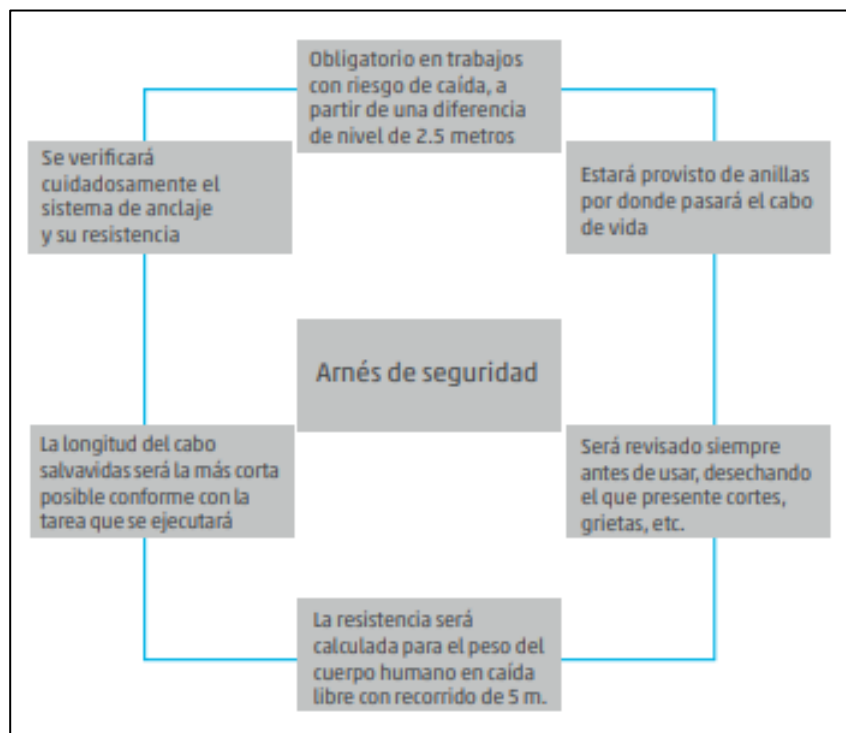 Obligatorio en trabajos
con riesgo de caída, a
partir de una diferencia
de nivel de 2.5 metros
Se verificará
cuidadosamente el
sistema de anclaje
y su resistencia
Estará provisto de anillas
por donde pasará el cabo
de vida
Arnés de seguridad
La longitud del cabo
salvavidas será la más corta
posible conforme con la
tarea que se ejecutará
Será revisado siempre
antes de usar, desechando
el que presente cortes,
grietas, etc.
La resistencia será
calculada para el peso del
cuerpo humano en caída
libre con recorrido de 5 m.